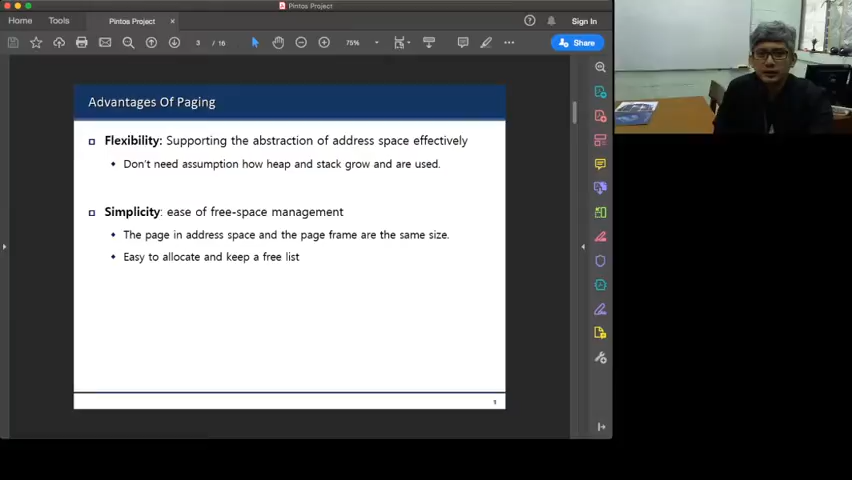 Pintos Project
Home Tools Pintos Project × Sign In
3 / 16 75% Share
Advantages Of Paging
Flexibility: Supporting the abstraction of address space effectively
Don't need assumption how heap and stack grow and are used.
Simplicity: ease of free-space management
The page in address space and the page frame are the same size.
Easy to allocate and keep a free list